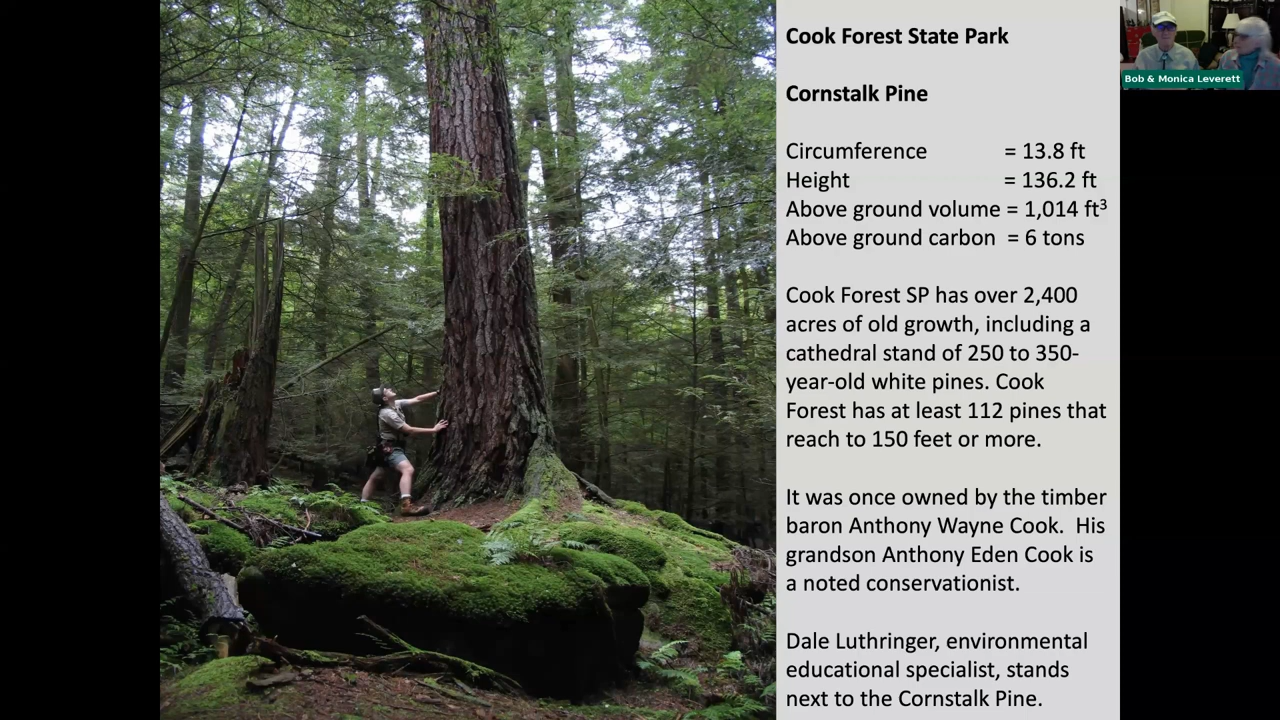 Cook Forest State Park
Cornstalk Pine
Circumference = 13.8 ft
Height = 136.2 ft
Above ground volume = 1,014 ft³
Above ground carbon = 6 tons
Cook Forest SP has over 2,400
acres of old growth, including a
cathedral stand of 250 to 350-
year-old white pines. Cook
Forest has at least 112 pines that
reach to 150 feet or more.
It was once owned by the timber
baron Anthony Wayne Cook.  His
grandson Anthony Eden Cook is
a noted conservationist.
Dale Luthringer, environmental
educational specialist, stands
next to the Cornstalk Pine.
Bob & Monica Leverett